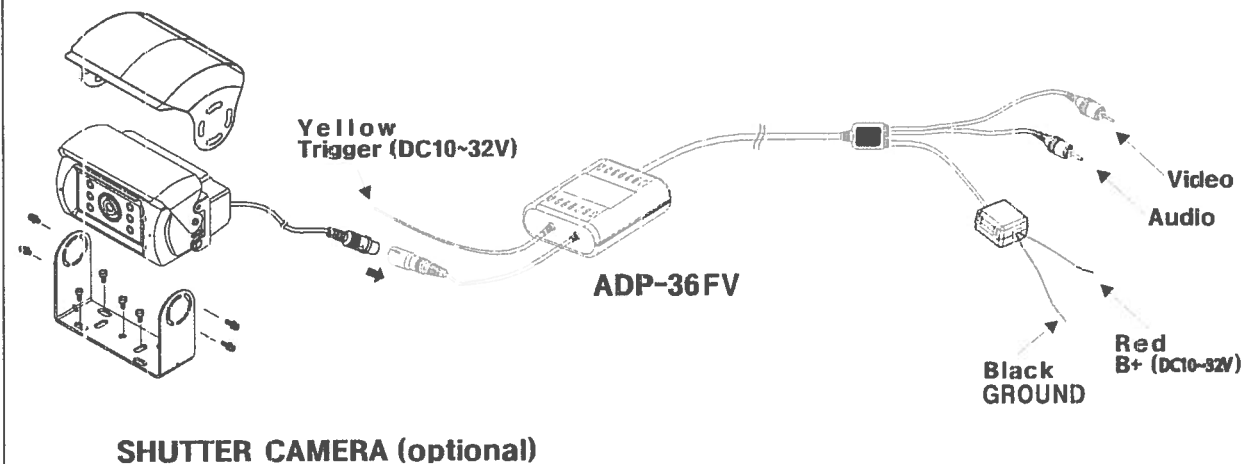 Yellow
Trigger (DC10~32V)
Video
Audio
ADP-36FV
Red
B+ (DC10~32V)
Black
GROUND
SHUTTER CAMERA (optional)